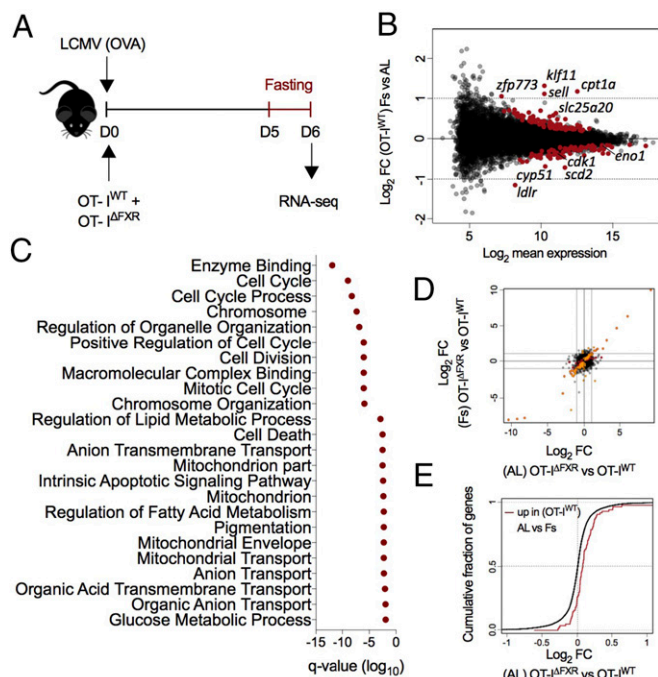 A
LCMV (OVA)
Fasting
D0
D5
D6
OT- I^WT +
OT- I^ΔFXR
RNA-seq
B
Log2 FC (OT-I^WT) Fs vs AL
2
1
0
-1
-2
zfp773
klf11
sell
cpt1a
slc25a20
cdk1
eno1
cyp51
scd2
ldlr
5
10
15
Log2 mean expression
C
Enzyme Binding
Cell Cycle
Cell Cycle Process
Chromosome
Regulation of Organelle Organization
Positive Regulation of Cell Cycle
Cell Division
Macromolecular Complex Binding
Mitotic Cell Cycle
Chromosome Organization
Regulation of Lipid Metabolic Process
Cell Death
Anion Transmembrane Transport
Mitochondrion part
Intrinsic Apoptotic Signaling Pathway
Mitochondrion
Regulation of Fatty Acid Metabolism
Pigmentation
Mitochondrial Envelope
Mitochondrial Transport
Anion Transport
Organic Acid Transmembrane Transport
Organic Anion Transport
Glucose Metabolic Process
-15 -10 -5 0
q-value (log10)
D
Log2 FC
(Fs) OT-I^ΔFXR vs OT-I^WT
10
5
0
-5
-10 -5 0 5
Log2 FC
(AL) OT-I^ΔFXR vs OT-I^WT
E
Cumulative fraction of genes
1.0
0.5
0.0
up in (OT-I^WT)
AL vs Fs
-1 0 1
Log2 FC
(AL) OT-I^ΔFXR vs OT-I^WT